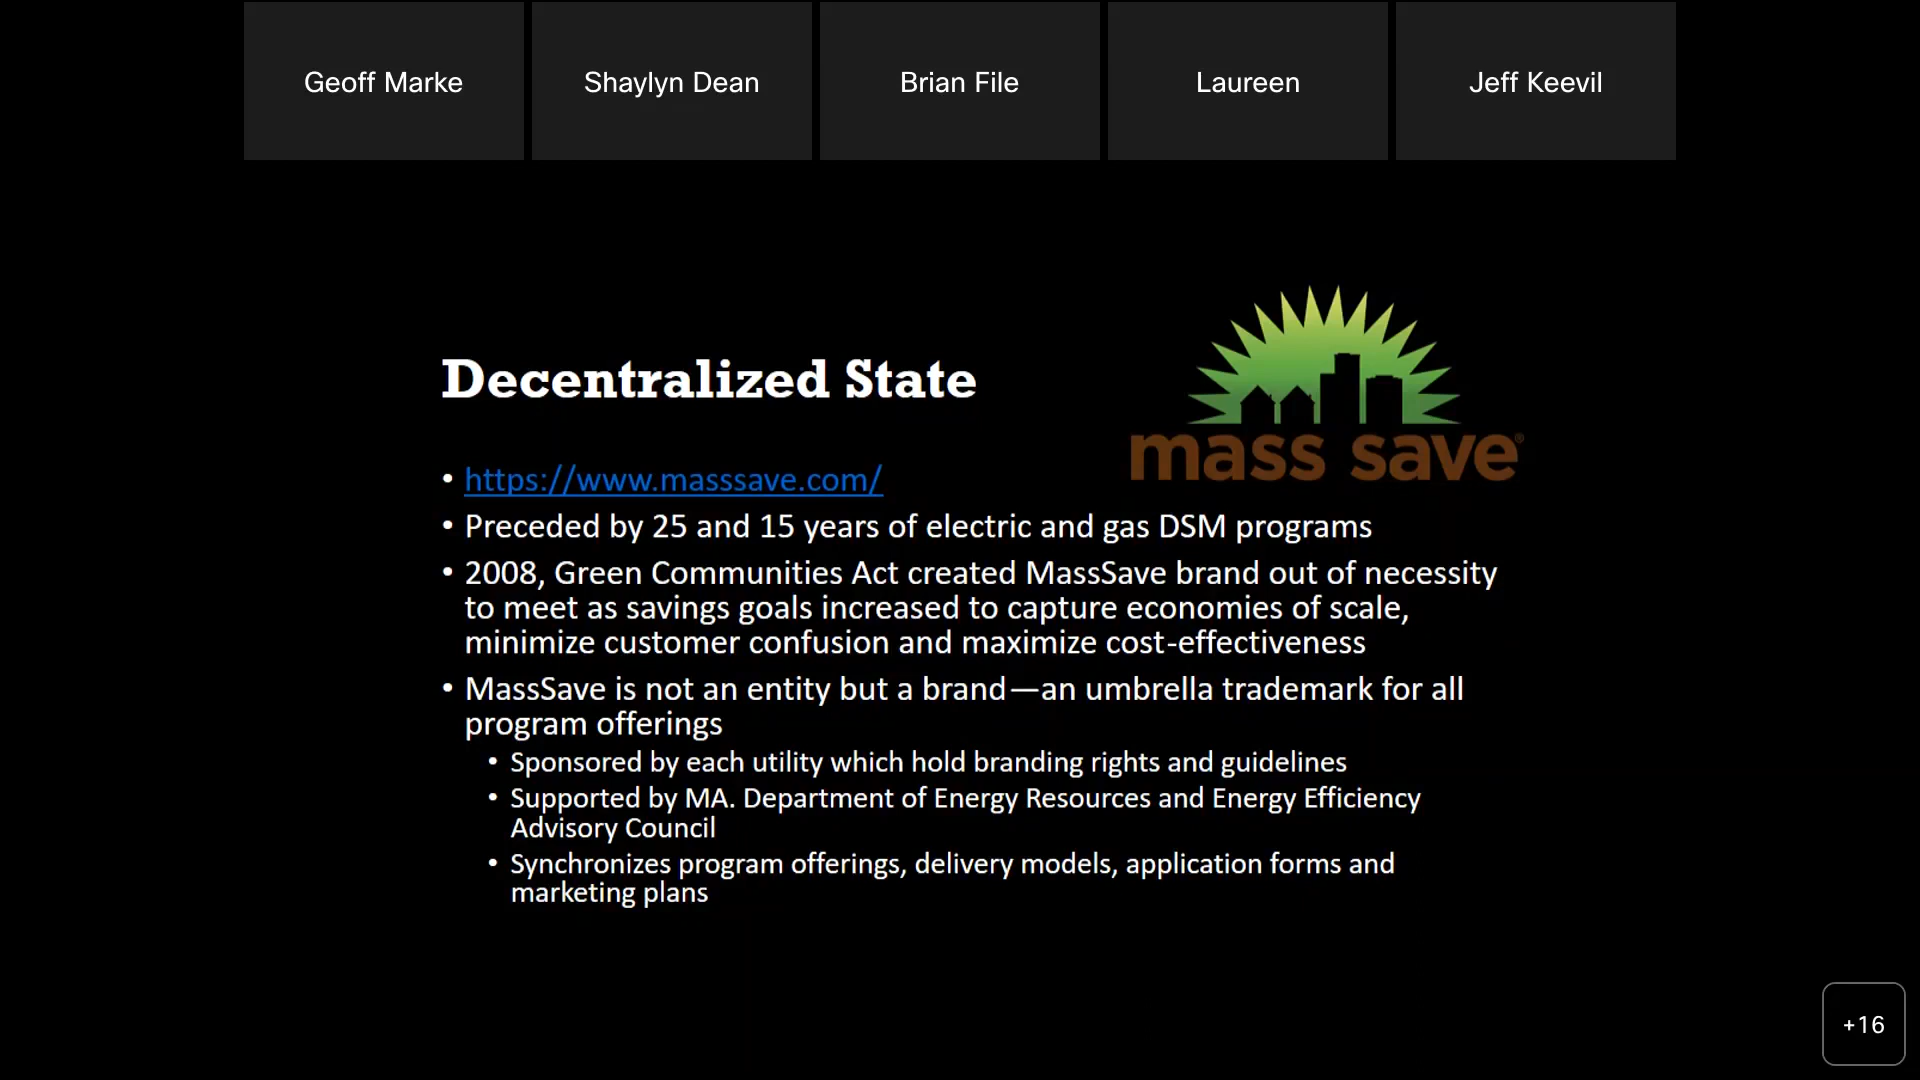 Geoff Marke
Shaylyn Dean
Brian File
Laureen
Jeff Keevil
mass save®
Decentralized State
• https://www.masssave.com/
• Preceded by 25 and 15 years of electric and gas DSM programs
• 2008, Green Communities Act created MassSave brand out of necessity
to meet as savings goals increased to capture economies of scale,
minimize customer confusion and maximize cost-effectiveness
• MassSave is not an entity but a brand—an umbrella trademark for all
program offerings
• Sponsored by each utility which hold branding rights and guidelines
• Supported by MA. Department of Energy Resources and Energy Efficiency
Advisory Council
• Synchronizes program offerings, delivery models, application forms and
marketing plans
+16